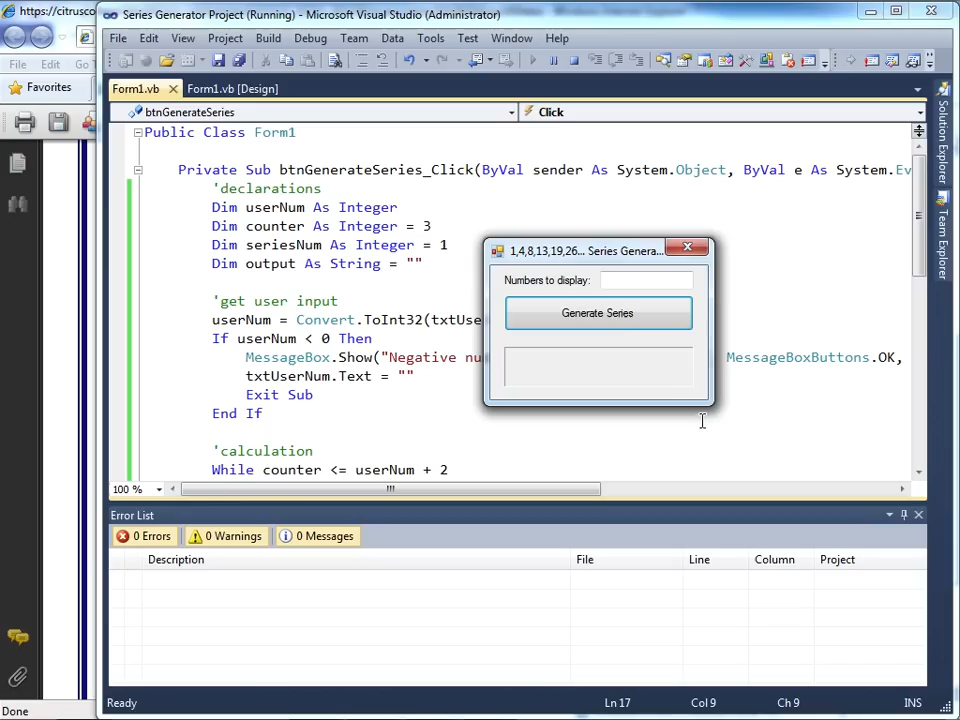 https://citrusco
Series Generator Project (Running) - Microsoft Visual Studio (Administrator)
File Edit View Project Build Debug Team Data Tools Test Window Help
File Edit Go
Favorites
Form1.vb Form1.vb [Design]
btnGenerateSeries Click
Public Class Form1
Private Sub btnGenerateSeries_Click(ByVal sender As System.Object, ByVal e As System.Ev
'declarations
Dim userNum As Integer
Dim counter As Integer = 3
Dim seriesNum As Integer = 1
Dim output As String = ""
'get user input
userNum = Convert.ToInt32(txtUse
If userNum < 0 Then
MessageBox.Show("Negative nu MessageBoxButtons.OK,
txtUserNum.Text = ""
Exit Sub
End If
'calculation
While counter <= userNum + 2
1,4,8,13,19,26... Series Genera...
Numbers to display:
Generate Series
Solution Explorer
Team Explorer
100 %
Error List
0 Errors 0 Warnings 0 Messages
Description File Line Column Project
Ready Ln 17 Col 9 Ch 9 INS
Done